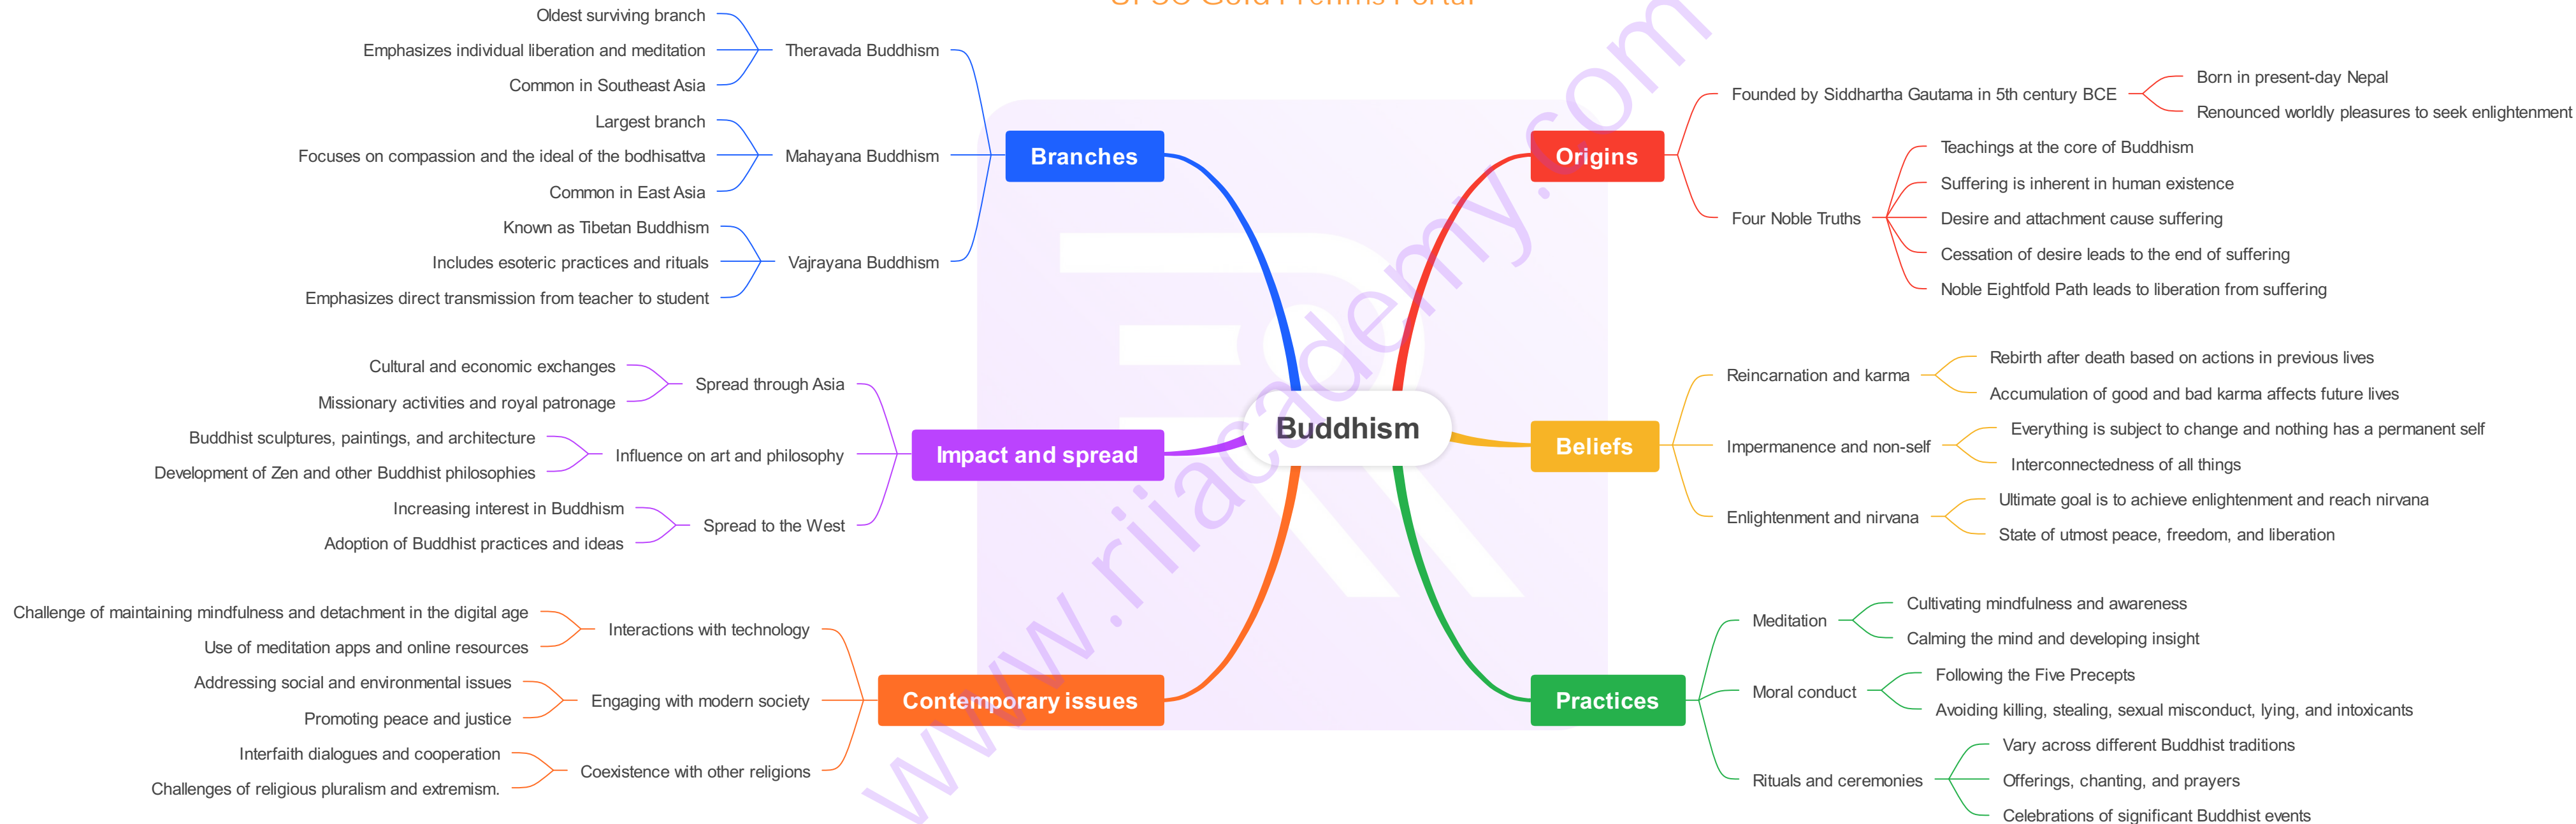 Buddhism
Origins
Founded by Siddhartha Gautama in 5th century BCE
Born in present-day Nepal
Renounced worldly pleasures to seek enlightenment
Four Noble Truths
Teachings at the core of Buddhism
Suffering is inherent in human existence
Desire and attachment cause suffering
Cessation of desire leads to the end of suffering
Noble Eightfold Path leads to liberation from suffering
Beliefs
Reincarnation and karma
Rebirth after death based on actions in previous lives
Accumulation of good and bad karma affects future lives
Impermanence and non-self
Everything is subject to change and nothing has a permanent self
Interconnectedness of all things
Enlightenment and nirvana
Ultimate goal is to achieve enlightenment and reach nirvana
State of utmost peace, freedom, and liberation
Practices
Meditation
Cultivating mindfulness and awareness
Calming the mind and developing insight
Moral conduct
Following the Five Precepts
Avoiding killing, stealing, sexual misconduct, lying, and intoxicants
Rituals and ceremonies
Vary across different Buddhist traditions
Offerings, chanting, and prayers
Celebrations of significant Buddhist events
Branches
Theravada Buddhism
Oldest surviving branch
Emphasizes individual liberation and meditation
Common in Southeast Asia
Mahayana Buddhism
Largest branch
Focuses on compassion and the ideal of the bodhisattva
Common in East Asia
Vajrayana Buddhism
Known as Tibetan Buddhism
Includes esoteric practices and rituals
Emphasizes direct transmission from teacher to student
Impact and spread
Spread through Asia
Cultural and economic exchanges
Missionary activities and royal patronage
Influence on art and philosophy
Buddhist sculptures, paintings, and architecture
Development of Zen and other Buddhist philosophies
Spread to the West
Increasing interest in Buddhism
Adoption of Buddhist practices and ideas
Contemporary issues
Interactions with technology
Challenge of maintaining mindfulness and detachment in the digital age
Use of meditation apps and online resources
Engaging with modern society
Addressing social and environmental issues
Promoting peace and justice
Coexistence with other religions
Interfaith dialogues and cooperation
Challenges of religious pluralism and extremism.